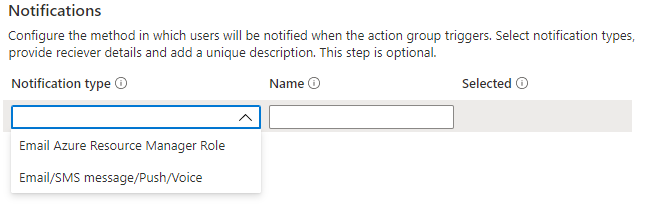 Notifications
Configure the method in which users will be notified when the action group triggers. Select notification types,
provide reciever details and add a unique description. This step is optional.
Notification type
Name
Selected
Email Azure Resource Manager Role
Email/SMS message/Push/Voice